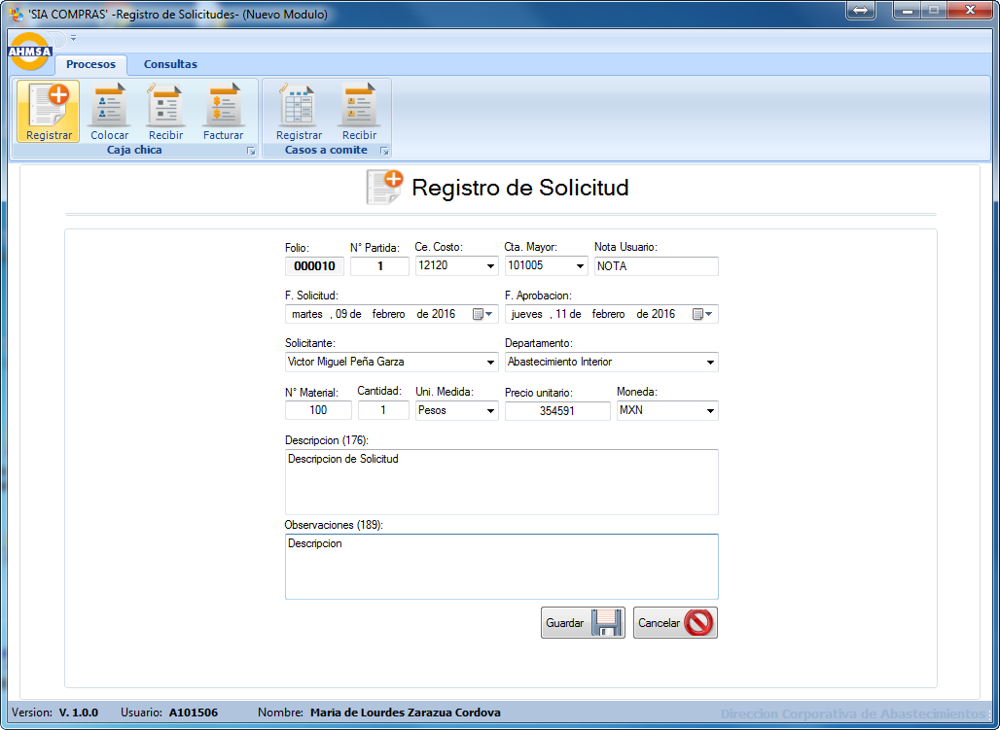 'SIA COMPRAS' -Registro de Solicitudes- (Nuevo Modulo)
AHMSA
Procesos Consultas
Registrar Colocar Recibir Facturar Registrar Recibir
Caja chica Casos a comite
Registro de Solicitud
Folio: N° Partida: Ce. Costo: Cta. Mayor: Nota Usuario:
000010 1 12120 101005 NOTA
F. Solicitud: F. Aprobacion:
martes , 09 de febrero de 2016 jueves , 11 de febrero de 2016
Solicitante: Departamento:
Victor Miguel Peña Garza Abastecimiento Interior
N° Material: Cantidad: Uni. Medida: Precio unitario: Moneda:
100 1 Pesos 354591 MXN
Descripcion (176):
Descripcion de Solicitud
Observaciones (189):
Descripcion
Guardar Cancelar
Version: V. 1.0.0 Usuario: A101506 Nombre: Maria de Lourdes Zarazua Cordova Direccion Corporativa de Abastecimientos